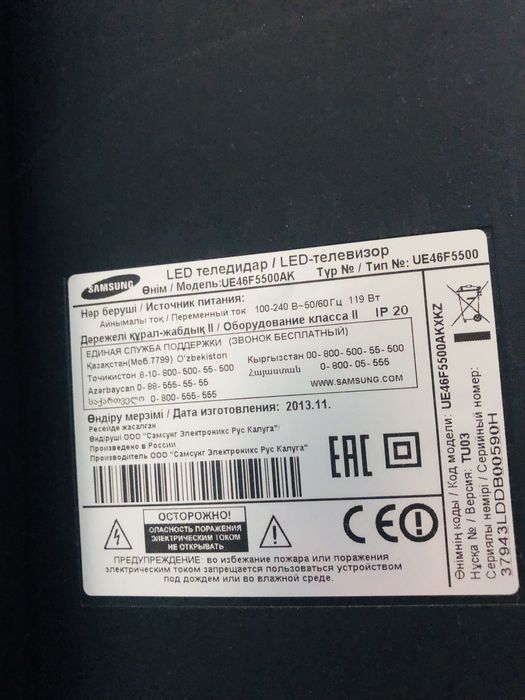 SAMSUNG
LED теледидар / LED-телевизор
Өнім / Модель:UE46F5500AK Түр № / Тип №: UE46F5500
Нәр беруші / Источник питания:
Айнымалы ток / Переменный ток 100-240 В~50/60Гц 119 Вт
Дәрежелі құрал-жабдық II / Оборудование класса II IP 20
ЕДИНАЯ СЛУЖБА ПОДДЕРЖКИ (ЗВОНОК БЕСПЛАТНЫЙ)
Қазақстан(Моб.7799) O'zbekiston
Тоҷикистон 8-10-800-500-55-500
Кыргызстан 00-800-500-55-500
Azərbaycan 0-88-555-55-55
Հայաստան 0-800-05-555
საქართველო 0-800-555-555
WWW.SAMSUNG.COM
Өндіру мерзімі / Дата изготовления: 2013.11.
Ресейде жасалған
Өндіруші ООО "Самсунг Электроникс Рус Калуга"/
Произведено в России
Производитель ООО "Самсунг Электроникс Рус Калуга"
EAC
CE
ОСТОРОЖНО!
ОПАСНОСТЬ ПОРАЖЕНИЯ
ЭЛЕКТРИЧЕСКИМ ТОКОМ
НЕ ОТКРЫВАТЬ
ПРЕДУПРЕЖДЕНИЕ: во избежание пожара или поражения
электрическим током запрещается пользоваться устройством
под дождем или во влажной среде.
Өнімнің коды / Код модели: UE46F5500AKXKZ
Нұсқа № / Версия: TU03
Сериялы нөмірі / Серийный номер:
37943LDDB00590H